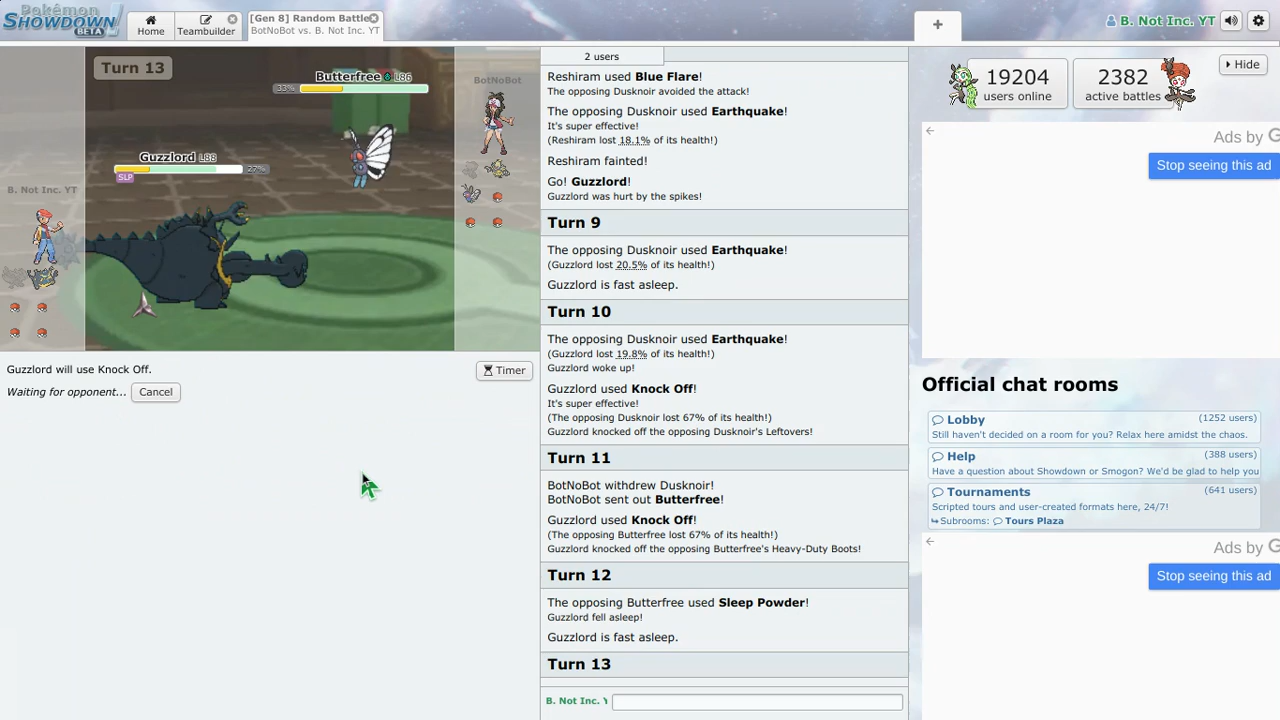 Pokémon
Showdown!
BETA
Home
Teambuilder
[Gen 8] Random Battle
BotNoBot vs. B. Not Inc. YT
+
B. Not Inc. YT
Turn 13
Butterfree L86
33%
Guzzlord L88
27%
SLP
BotNoBot
B. Not Inc. YT
Guzzlord will use Knock Off.
Timer
Waiting for opponent...
Cancel
2 users
Reshiram used Blue Flare!
The opposing Dusknoir avoided the attack!
The opposing Dusknoir used Earthquake!
It's super effective!
(Reshiram lost 18.1% of its health!)
Reshiram fainted!
Go! Guzzlord!
Guzzlord was hurt by the spikes!
Turn 9
The opposing Dusknoir used Earthquake!
(Guzzlord lost 20.5% of its health!)
Guzzlord is fast asleep.
Turn 10
The opposing Dusknoir used Earthquake!
(Guzzlord lost 19.8% of its health!)
Guzzlord woke up!
Guzzlord used Knock Off!
It's super effective!
(The opposing Dusknoir lost 67% of its health!)
Guzzlord knocked off the opposing Dusknoir's Leftovers!
Turn 11
BotNoBot withdrew Dusknoir!
BotNoBot sent out Butterfree!
Guzzlord used Knock Off!
(The opposing Butterfree lost 67% of its health!)
Guzzlord knocked off the opposing Butterfree's Heavy-Duty Boots!
Turn 12
The opposing Butterfree used Sleep Powder!
Guzzlord fell asleep!
Guzzlord is fast asleep.
Turn 13
B. Not Inc. Y
19204
users online
2382
active battles
Hide
Ads by G
Stop seeing this ad
Official chat rooms
Lobby (1252 users)
Still haven't decided on a room for you? Relax here amidst the chaos.
Help (388 users)
Have a question about Showdown or Smogon? We'd be glad to help you
Tournaments (641 users)
Scripted tours and user-created formats here, 24/7!
Subrooms: Tours Plaza
Ads by G
Stop seeing this ad